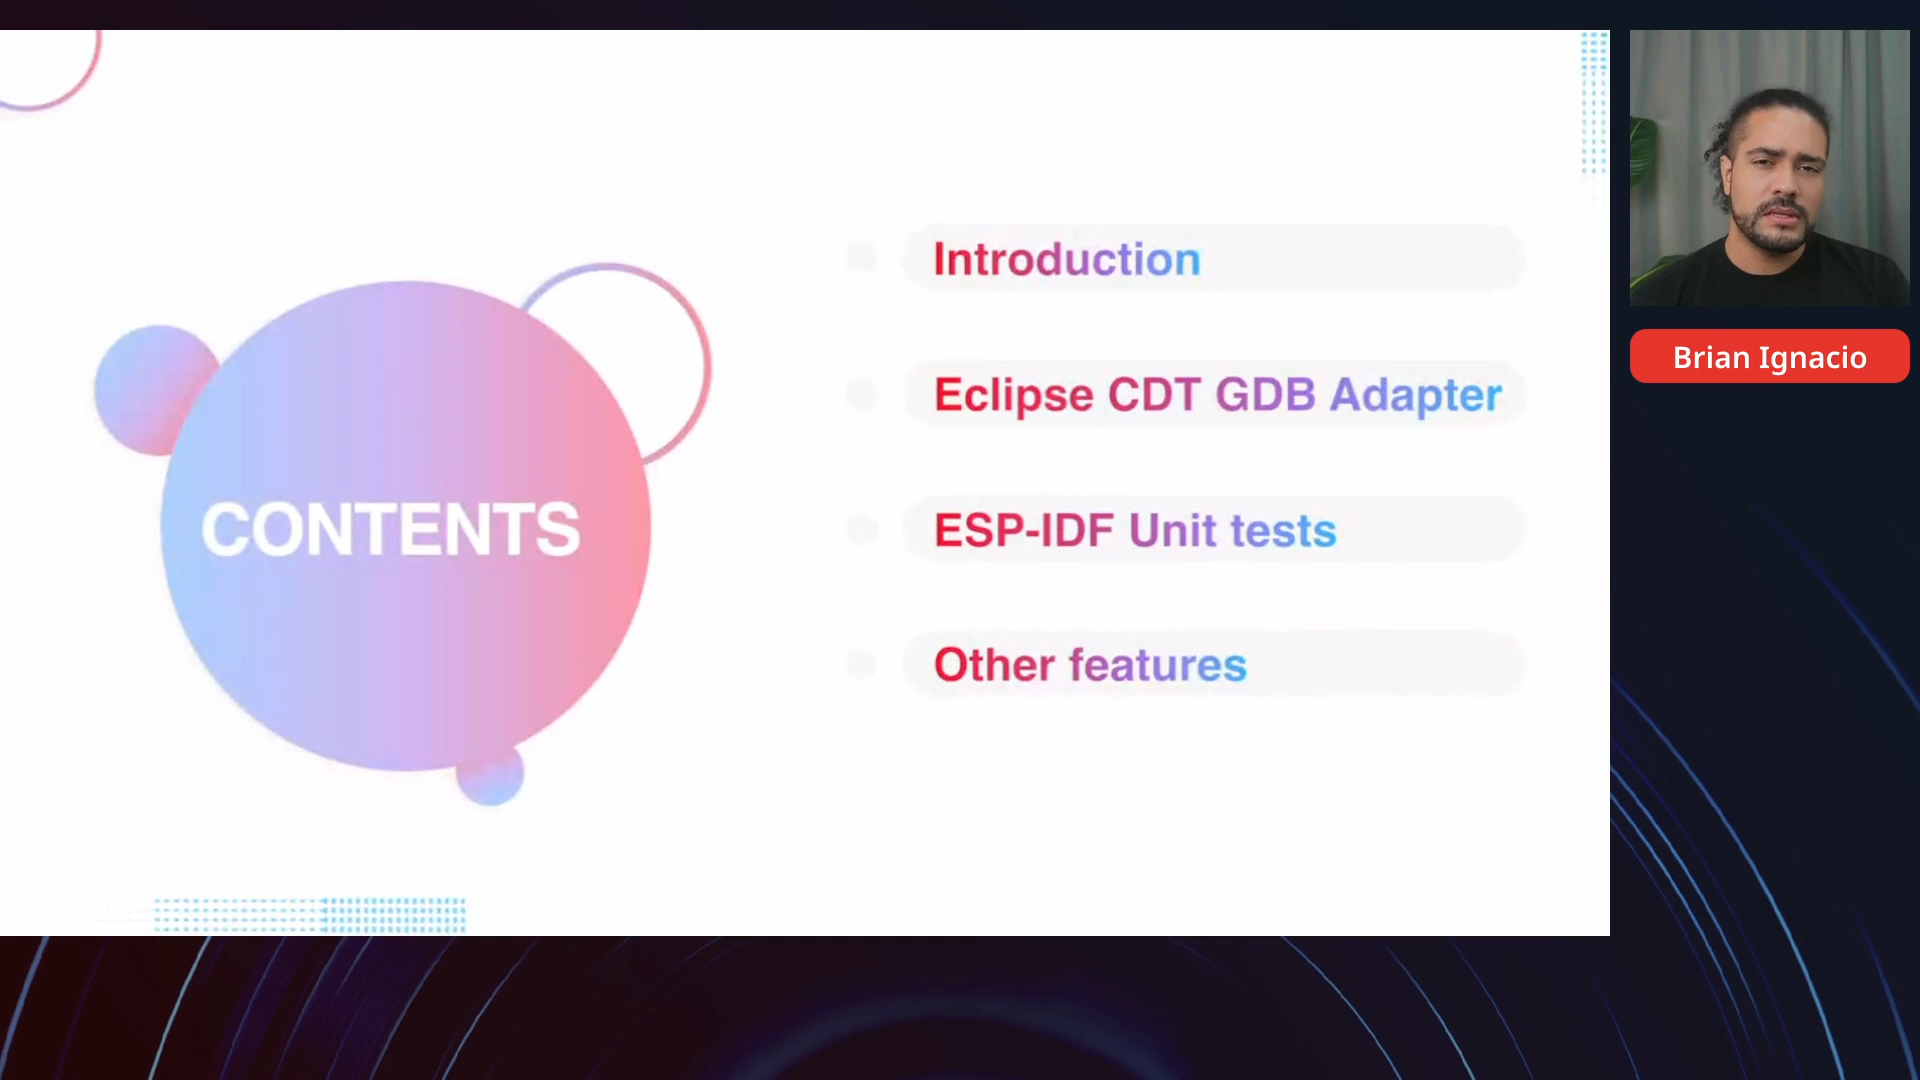 CONTENTS
Introduction
Eclipse CDT GDB Adapter
ESP-IDF Unit tests
Other features
Brian Ignacio